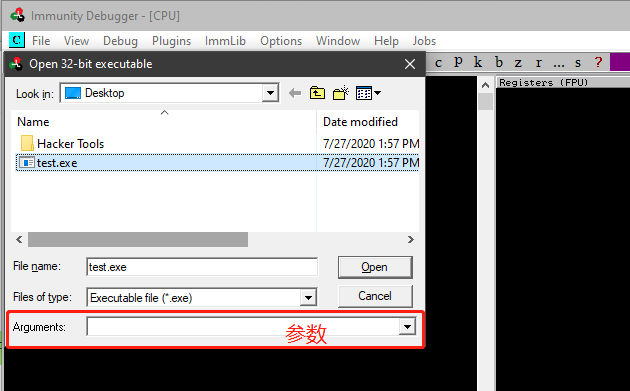 Immunity Debugger - [CPU]
C File View Debug Plugins ImmLib Options Window Help Jobs
Open 32-bit executable
c p k b z r ... s ?
Look in: Desktop
Registers (FPU)
Name Date modified
Hacker Tools 7/27/2020 1:57 PM
test.exe 7/27/2020 1:57 PM
File name: test.exe Open
Files of type: Executable file (*.exe) Cancel
Arguments: 参数